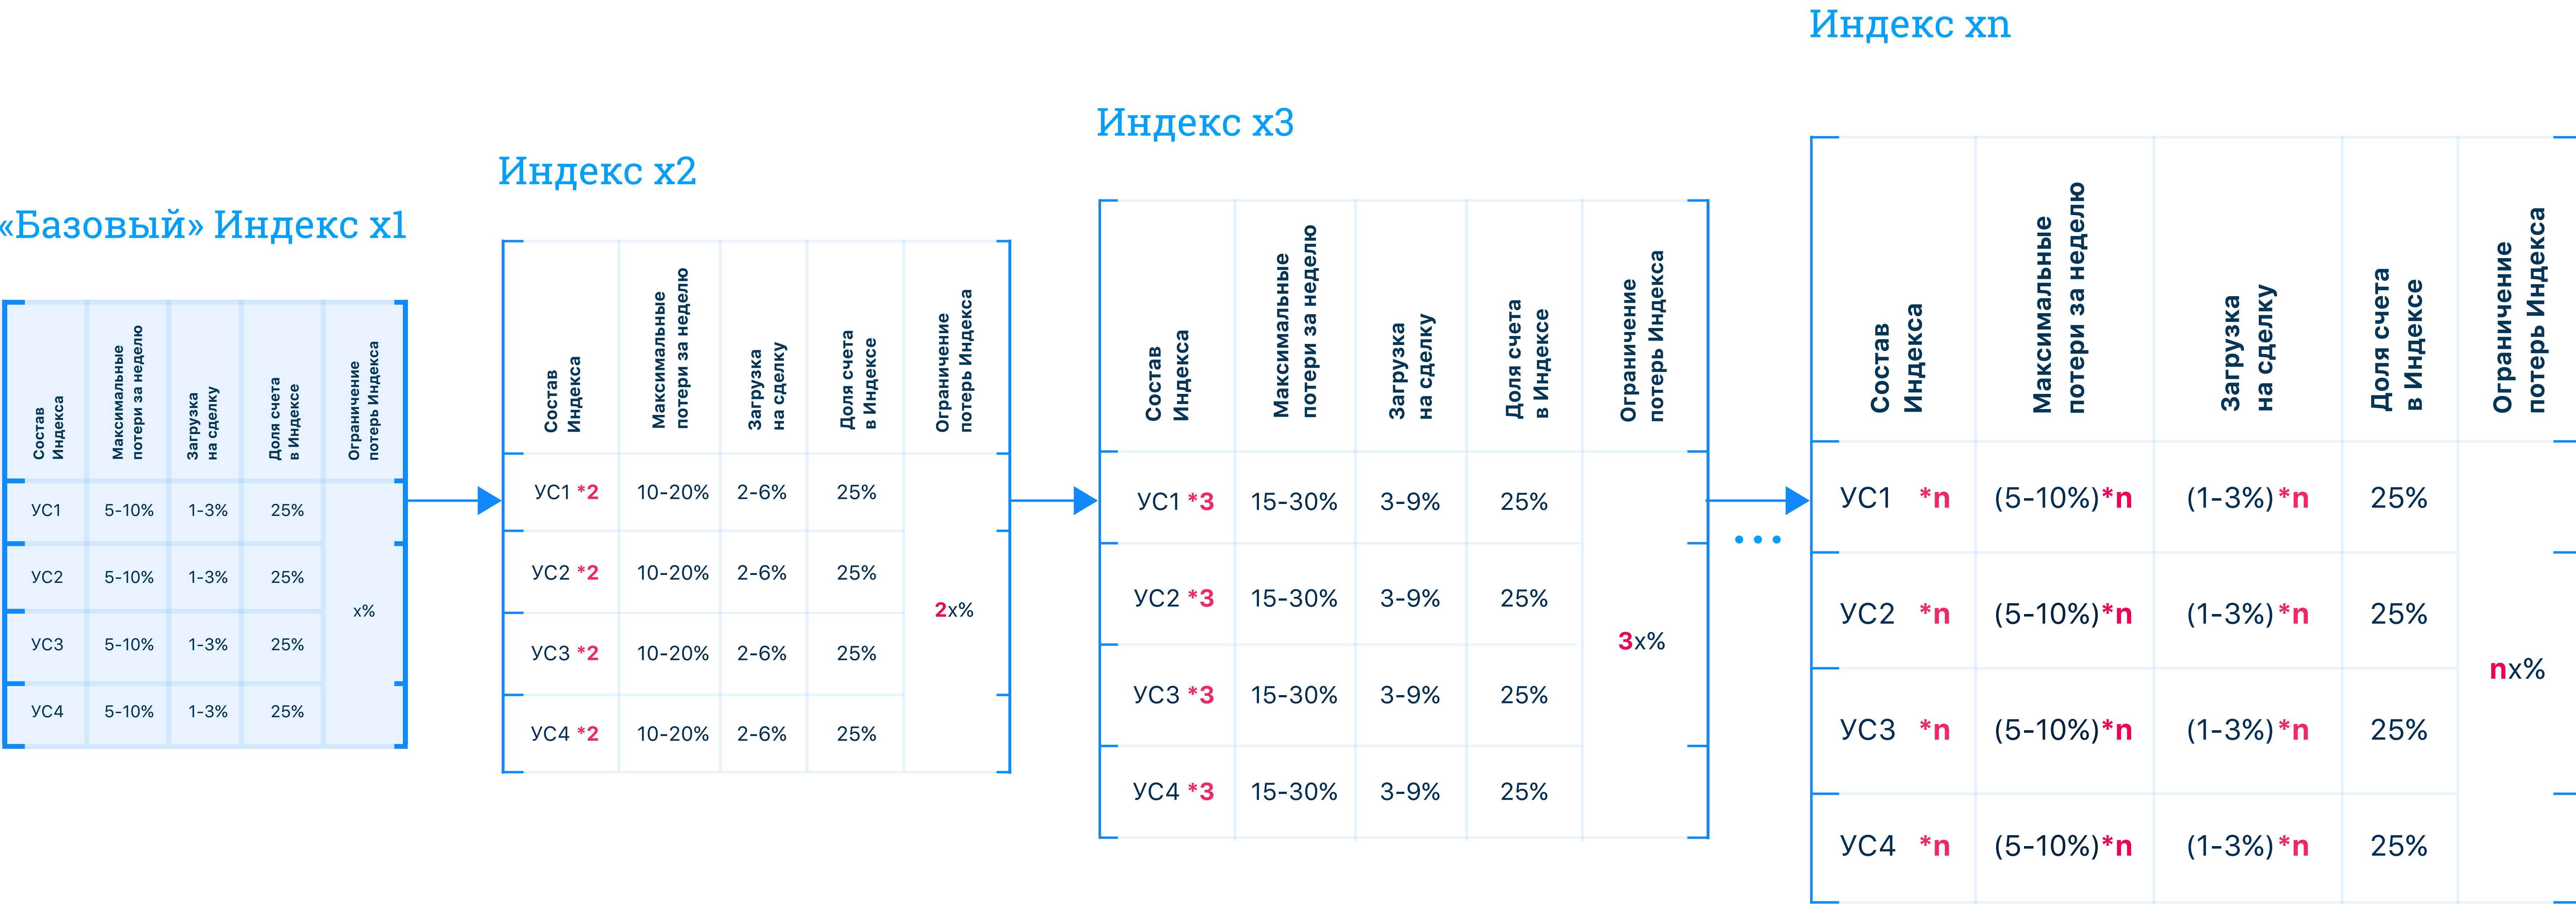 «Базовый» Индекс x1
Состав
Индекса
Максимальные
потери за неделю
Загрузка
на сделку
Доля счета
в Индексе
Ограничение
потерь Индекса
УС1 5-10% 1-3% 25%
УС2 5-10% 1-3% 25%
x%
УС3 5-10% 1-3% 25%
УС4 5-10% 1-3% 25%
Индекс x2
Состав
Индекса
Максимальные
потери за неделю
Загрузка
на сделку
Доля счета
в Индексе
Ограничение
потерь Индекса
УС1 *2 10-20% 2-6% 25%
УС2 *2 10-20% 2-6% 25%
2x%
УС3 *2 10-20% 2-6% 25%
УС4 *2 10-20% 2-6% 25%
Индекс x3
Состав
Индекса
Максимальные
потери за неделю
Загрузка
на сделку
Доля счета
в Индексе
Ограничение
потерь Индекса
УС1 *3 15-30% 3-9% 25%
УС2 *3 15-30% 3-9% 25%
3x%
УС3 *3 15-30% 3-9% 25%
УС4 *3 15-30% 3-9% 25%
...
Индекс xn
Состав
Индекса
Максимальные
потери за неделю
Загрузка
на сделку
Доля счета
в Индексе
Ограничение
потерь Индекса
УС1 *n (5-10%)*n (1-3%)*n 25%
УС2 *n (5-10%)*n (1-3%)*n 25%
nx%
УС3 *n (5-10%)*n (1-3%)*n 25%
УС4 *n (5-10%)*n (1-3%)*n 25%